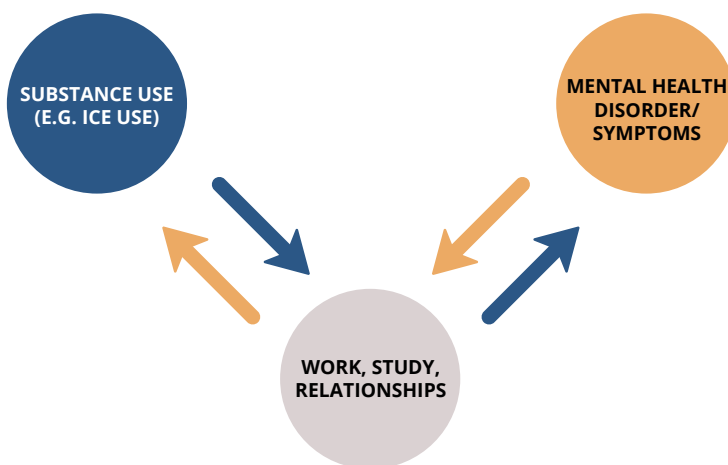 SUBSTANCE USE
(E.G. ICE USE)
MENTAL HEALTH
DISORDER/
SYMPTOMS
WORK, STUDY,
RELATIONSHIPS